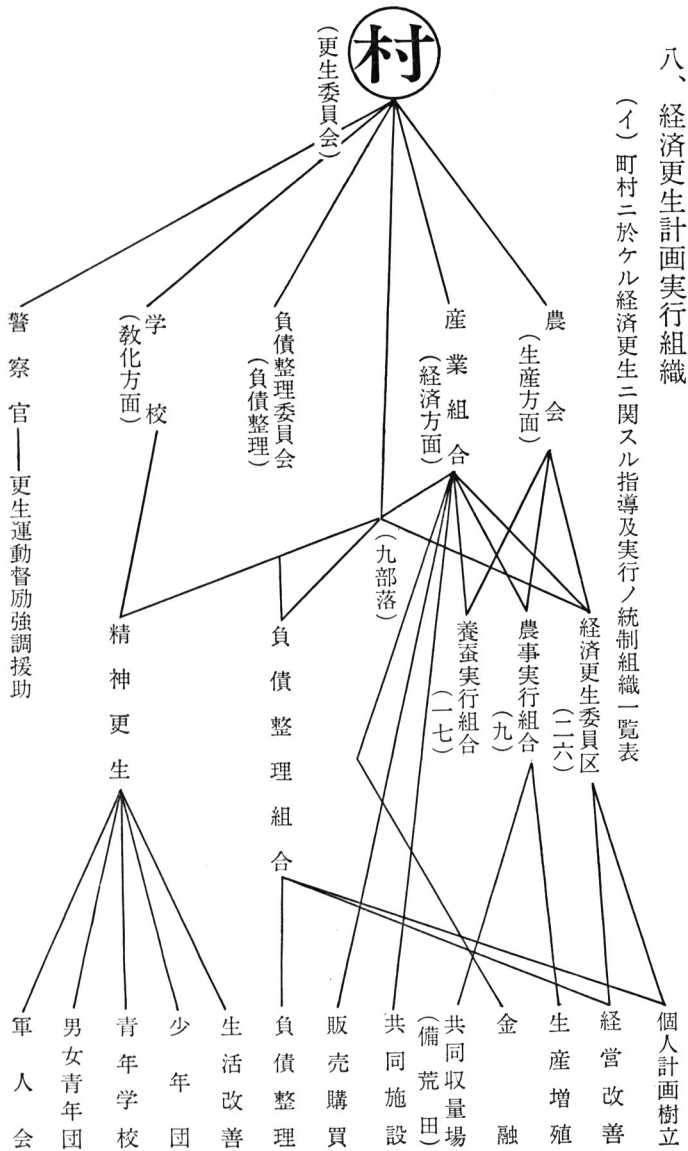 八、経済更生計画実行組織
(イ)町村ニ於ケル経済更生ニ関スル指導及実行ノ統制組織一覧表
村
(更生委員会)
農会
(生産方面)
産業組合
(経済方面)
負債整理委員会
(負債整理)
学校
(教化方面)
警察官
更生運動督励強調援助
(九部落)
経済更生委員区
(二六)
農事実行組合
(九)
養蚕実行組合
(一七)
負債整理組合
精神更生
個人計画樹立
経営改善
生産増殖
金融
共同収量場
(備荒田)
共同施設
販売購買
負債整理
生活改善
少年団
青年学校
男女青年団
軍人会